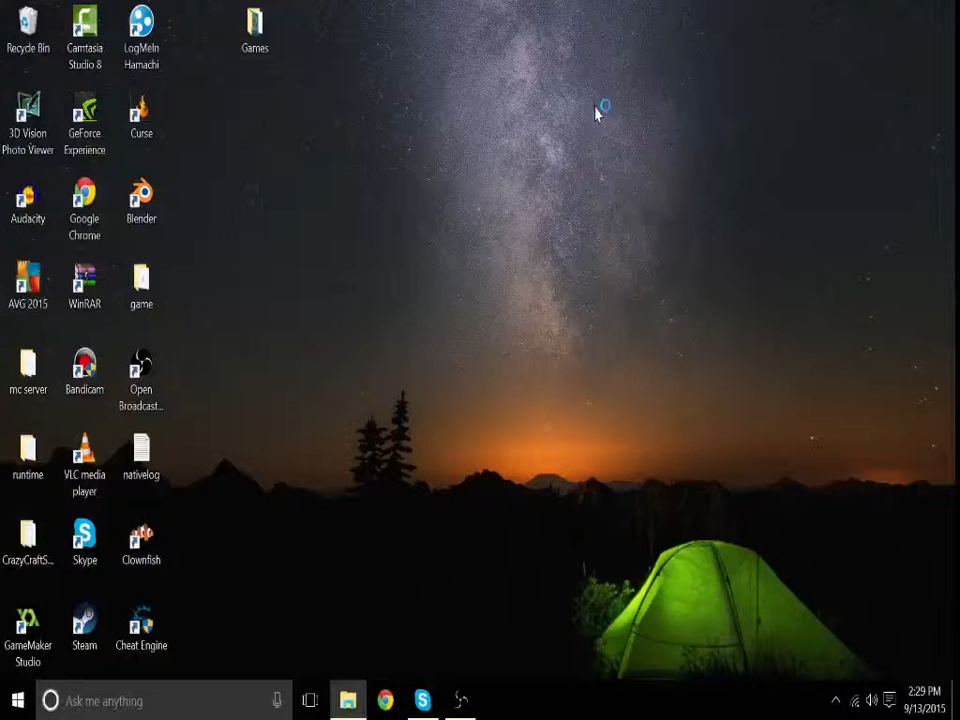 Recycle Bin
Camtasia
Studio 8
LogMeIn
Hamachi
Games
3D Vision
Photo Viewer
GeForce
Experience
Curse
Audacity
Google
Chrome
Blender
AVG 2015
WinRAR
game
mc server
Bandicam
Open
Broadcast...
runtime
VLC media
player
nativelog
CrazyCraftS...
Skype
Clownfish
GameMaker
Studio
Steam
Cheat Engine
Ask me anything
2:29 PM
9/13/2015